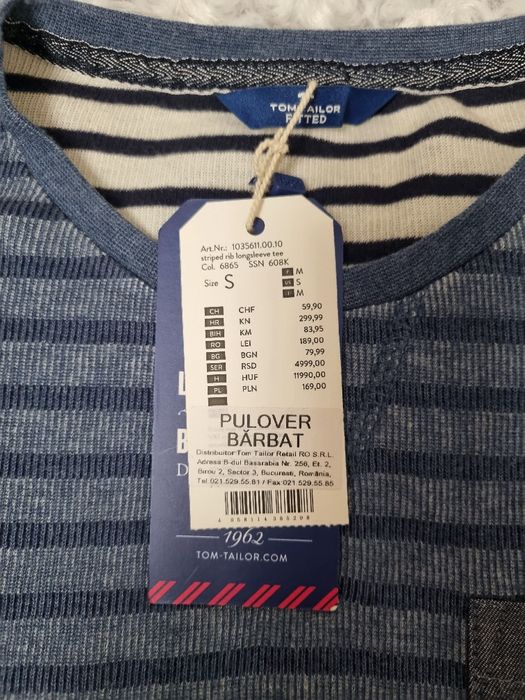 TOM TAILOR
FITTED
Art.Nr.: 1035611.00.10
striped rib longsleeve tee
Col. 6865 SSN 608K
Size S
F M
US S
I M
CH CHF 59,90
HR KN 299,99
BIH KM 83,95
RO LEI 189,00
BG BGN 79,99
SER RSD 4999,00
H HUF 11990,00
PL PLN 169,00
PULOVER
BĂRBAT
Distribuitor:Tom Tailor Retail RO S.R.L.
Adresa:B-dul Basarabia Nr. 256, Et. 2,
Birou 2, Sector 3, Bucuresti, România,
Tel.021.529.55.81 / Fax:021.529.55.85
1962
TOM-TAILOR.COM